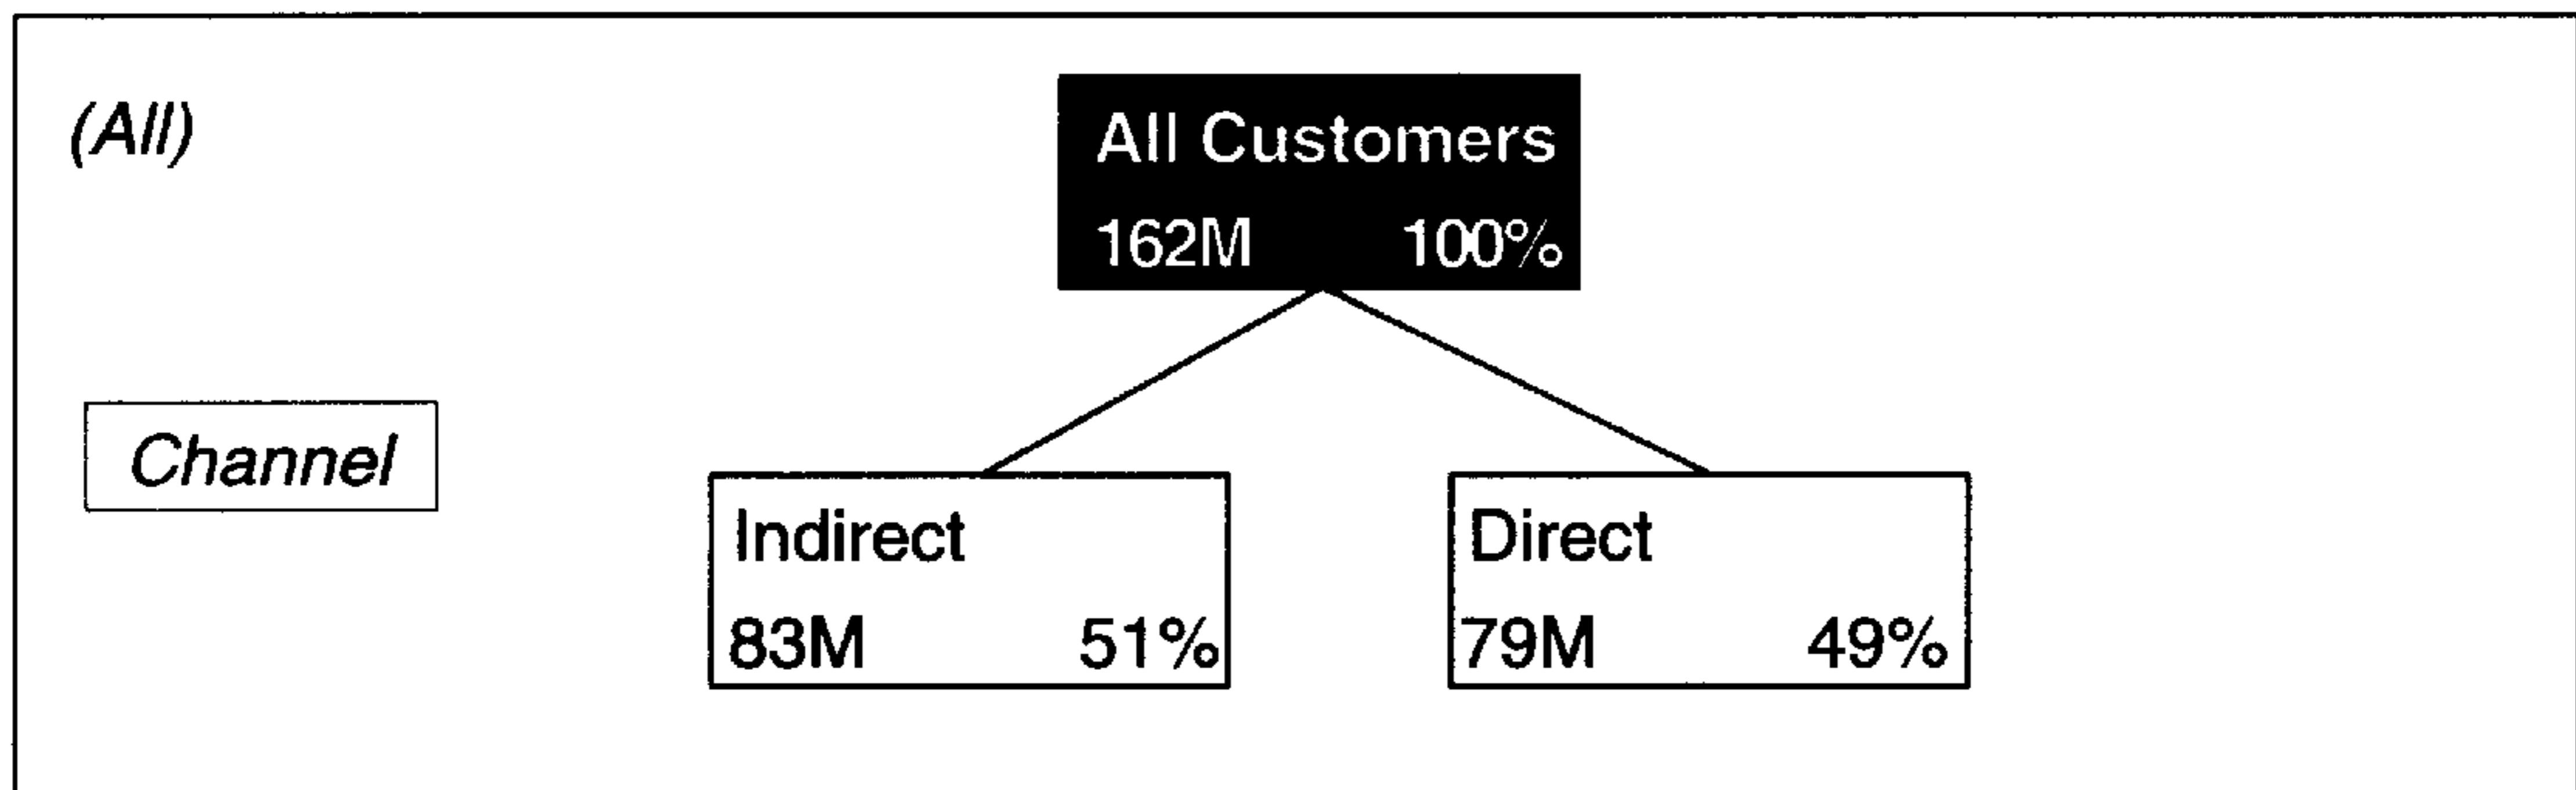 (All)
All Customers
162M 100%
Channel
Indirect
83M 51%
Direct
79M 49%